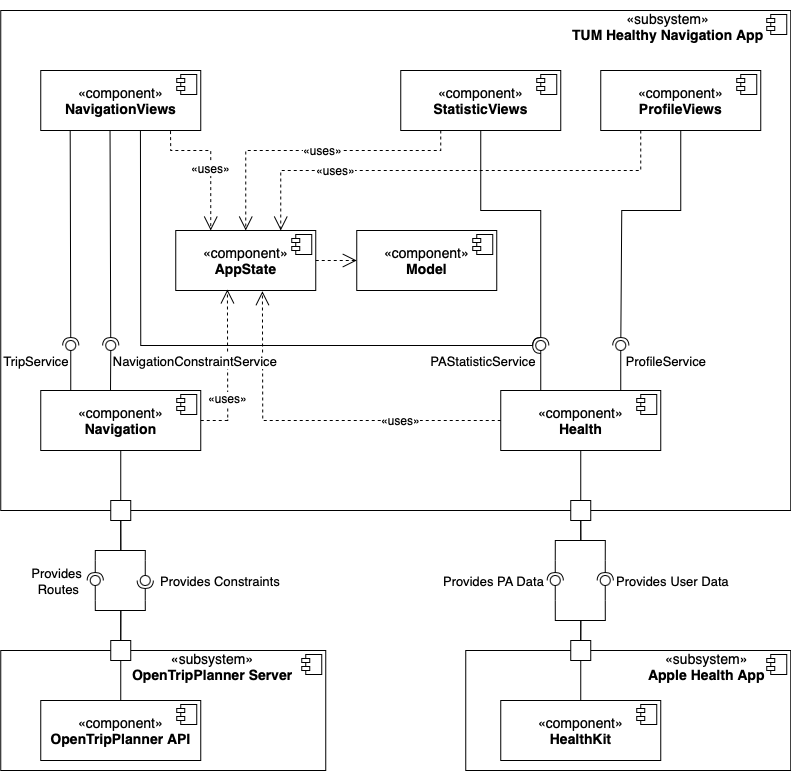 «subsystem»
TUM Healthy Navigation App
«component»
NavigationViews
«component»
StatisticViews
«component»
ProfileViews
«uses»
«uses»
«uses»
«component»
AppState
«component»
Model
TripService
NavigationConstraintService
PAStatisticService
ProfileService
«uses»
«uses»
«component»
Navigation
«component»
Health
Provides
Routes
Provides Constraints
Provides PA Data
Provides User Data
«subsystem»
OpenTripPlanner Server
«component»
OpenTripPlanner API
«subsystem»
Apple Health App
«component»
HealthKit